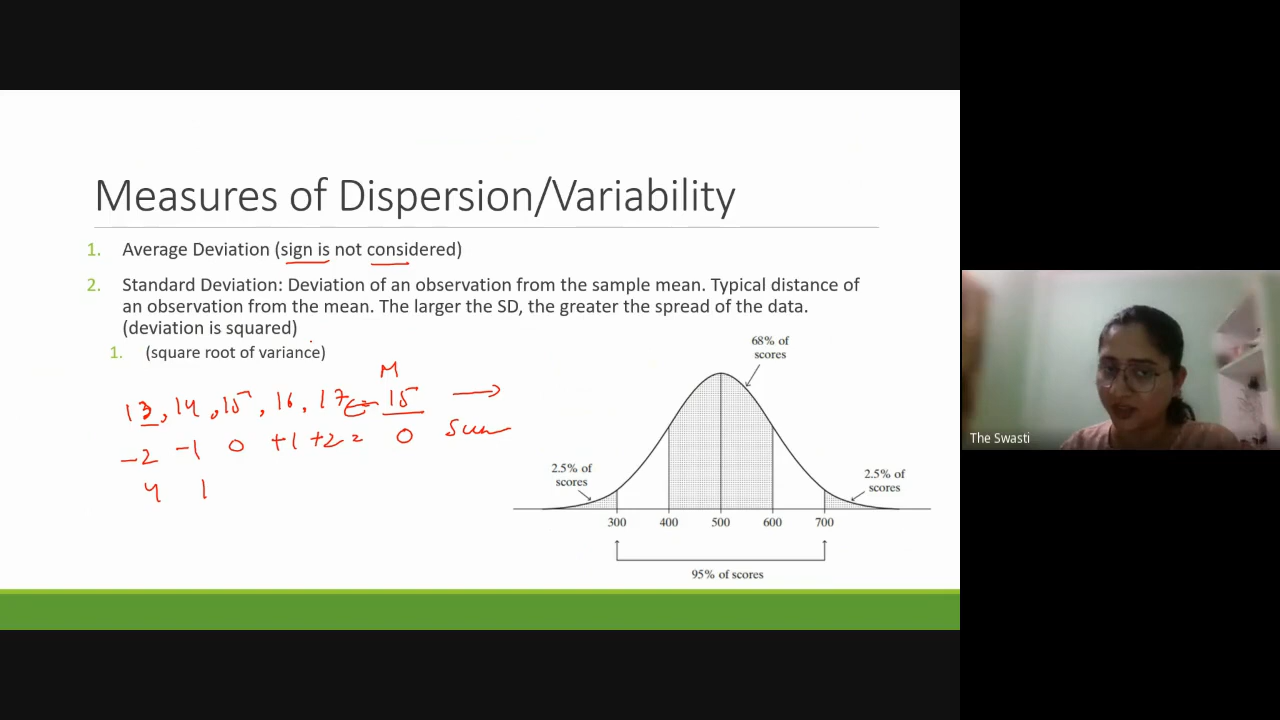 Measures of Dispersion/Variability
1. Average Deviation (sign is not considered)
2. Standard Deviation: Deviation of an observation from the sample mean. Typical distance of
an observation from the mean. The larger the SD, the greater the spread of the data.
(deviation is squared)
1. (square root of variance)
M
13, 14, 15, 16, 17 = 15
-2 -1 0 +1 +2 = 0 Sum
4 1
68% of
scores
2.5% of
scores
2.5% of
scores
300 400 500 600 700
95% of scores
The Swasti